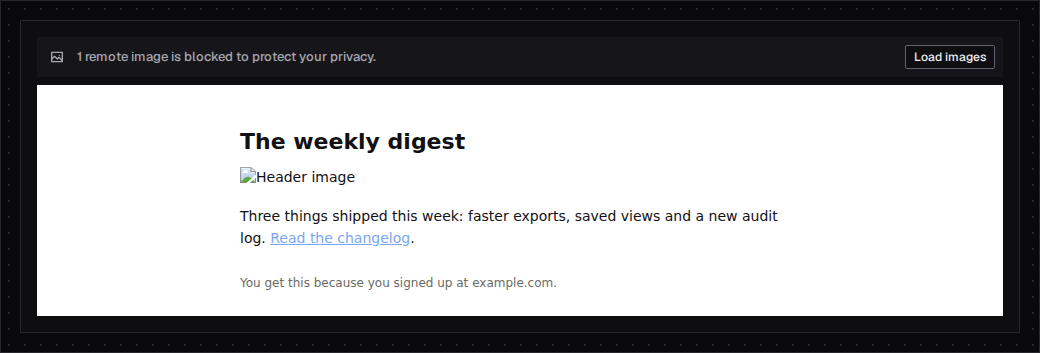 1 remote image is blocked to protect your privacy.
Load images
The weekly digest
Header image
Three things shipped this week: faster exports, saved views and a new audit
log. Read the changelog.
You get this because you signed up at example.com.